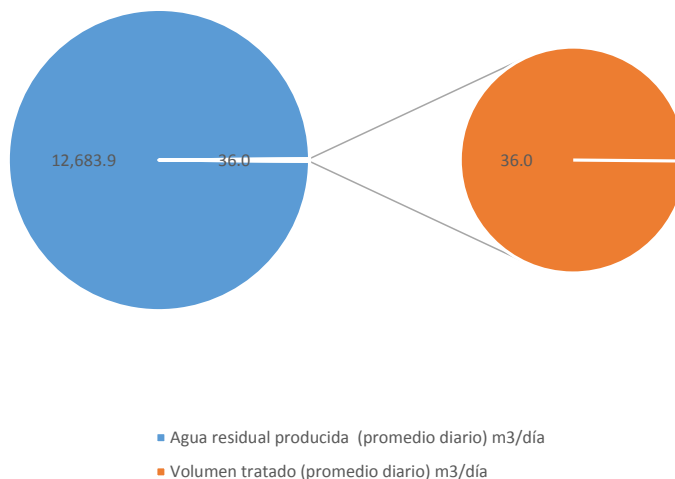 12,683.9 36.0 36.0
Agua residual producida (promedio diario) m3/día
Volumen tratado (promedio diario) m3/día